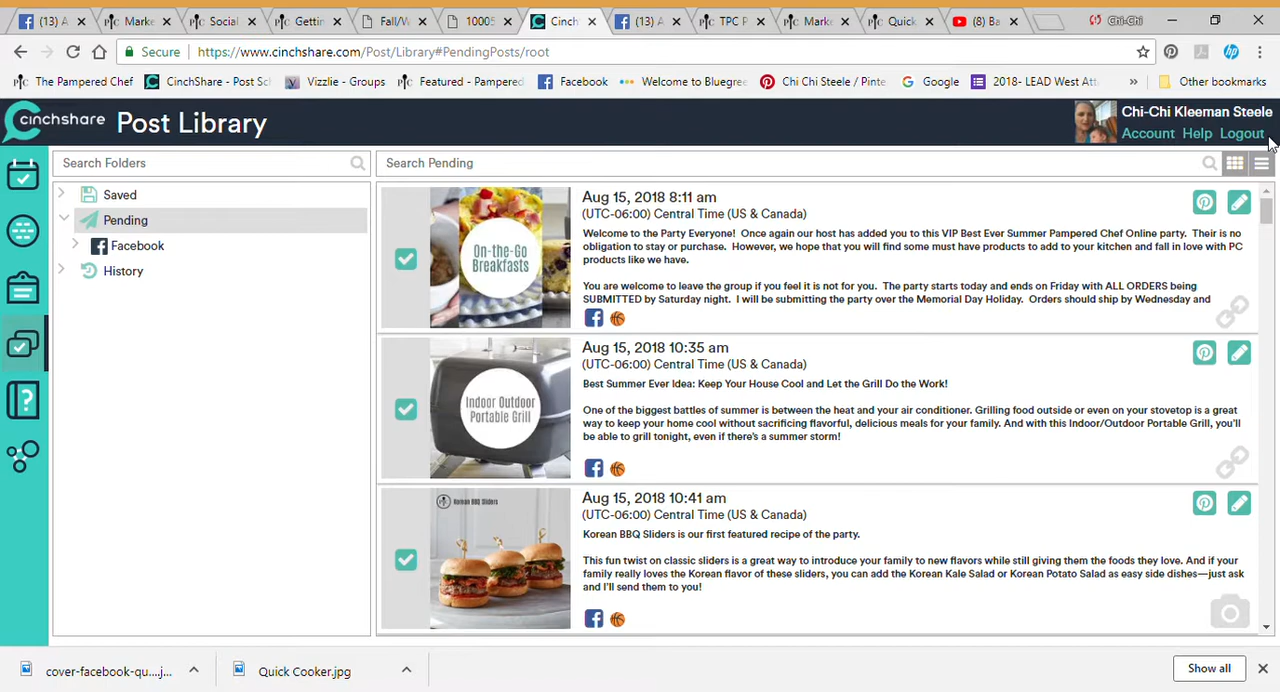 (13) A
Marke
Social
Gettin
Fall/W
10005
Cinch
(13) A
TPC P
Marke
Quick
(8) Ba
Chi-Chi
Secure
https://www.cinchshare.com/Post/Library#PendingPosts/root
The Pampered Chef
CinchShare - Post Sch
Vizzlie - Groups
Featured - Pampered
Facebook
Welcome to Bluegre
Chi Chi Steele / Pinte
Google
2018- LEAD West Att
»
Other bookmarks
cinchshare
Post Library
Chi-Chi Kleeman Steele
Account Help Logout
Search Folders
Search Pending
Saved
Pending
Facebook
History
On-the-Go
Breakfasts
Aug 15, 2018 8:11 am
(UTC-06:00) Central Time (US & Canada)
Welcome to the Party Everyone! Once again our host has added you to this VIP Best Ever Summer Pampered Chef Online party. Their is no
obligation to stay or purchase. However, we hope that you will find some must have products to add to your kitchen and fall in love with PC
products like we have.
You are welcome to leave the group if you feel it is not for you. The party starts today and ends on Friday with ALL ORDERS being
SUBMITTED by Saturday night. I will be submitting the party over the Memorial Day Holiday. Orders should ship by Wednesday and
Indoor Outdoor
Portable Grill
Aug 15, 2018 10:35 am
(UTC-06:00) Central Time (US & Canada)
Best Summer Ever Idea: Keep Your House Cool and Let the Grill Do the Work!
One of the biggest battles of summer is between the heat and your air conditioner. Grilling food outside or even on your stovetop is a great
way to keep your home cool without sacrificing flavorful, delicious meals for your family. And with this Indoor/Outdoor Portable Grill, you'll
be able to grill tonight, even if there's a summer storm!
Korean BBQ Sliders
Aug 15, 2018 10:41 am
(UTC-06:00) Central Time (US & Canada)
Korean BBQ Sliders is our first featured recipe of the party.
This fun twist on classic sliders is a great way to introduce your family to new flavors while still giving them the foods they love. And if your
family really loves the Korean flavor of these sliders, you can add the Korean Kale Salad or Korean Potato Salad as easy side dishes—just ask
and I'll send them to you!
cover-facebook-qu....j...
Quick Cooker.jpg
Show all